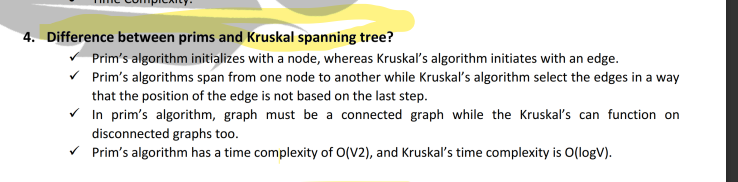 Time Complexity.
4. Difference between prims and Kruskal spanning tree?
✓ Prim's algorithm initializes with a node, whereas Kruskal's algorithm initiates with an edge.
✓ Prim's algorithms span from one node to another while Kruskal's algorithm select the edges in a way
that the position of the edge is not based on the last step.
✓ In prim's algorithm, graph must be a connected graph while the Kruskal's can function on
disconnected graphs too.
✓ Prim's algorithm has a time complexity of O(V2), and Kruskal's time complexity is O(logV).